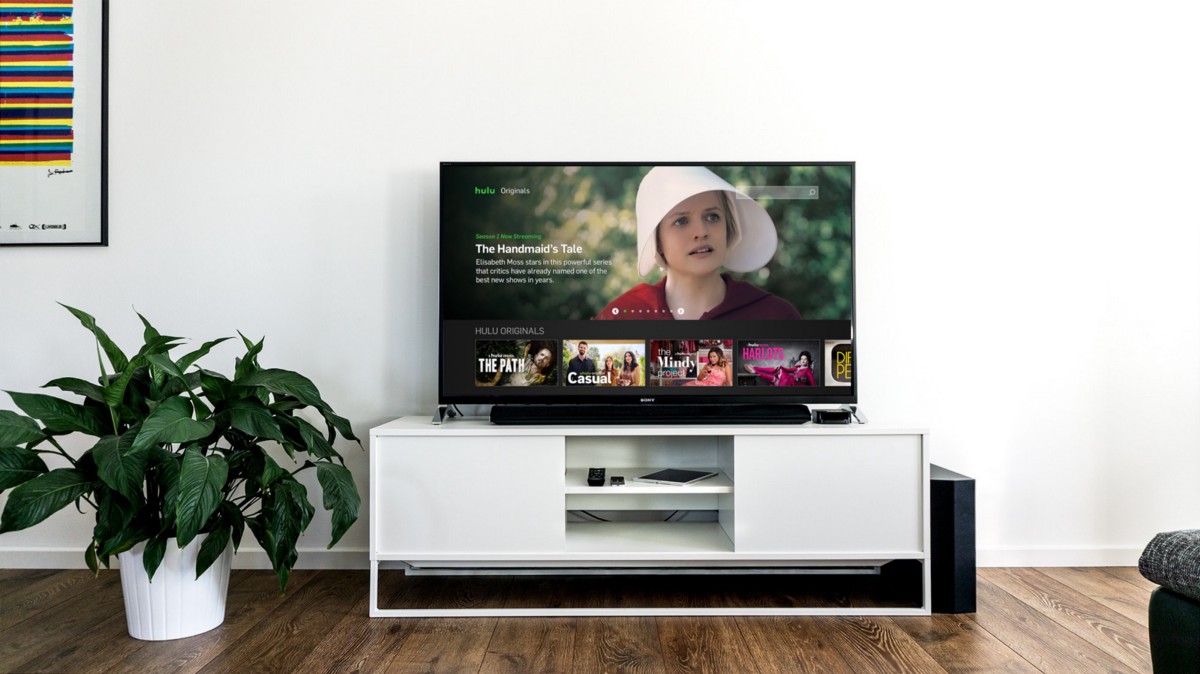 hulu Originals
Season 1 Now Streaming
The Handmaid's Tale
Elisabeth Moss stars in this powerful series
that critics have already named one of the
best new shows in years.
HULU ORIGINALS
THE PATH
Casual
the
Mindy
project
HARLOTS
DIF
PE
SONY